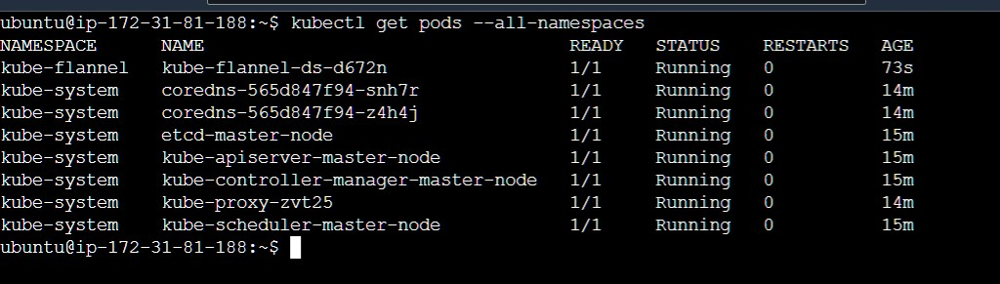 ubuntu@ip-172-31-81-188:~$ kubectl get pods --all-namespaces
NAMESPACE NAME READY STATUS RESTARTS AGE
kube-flannel kube-flannel-ds-d672n 1/1 Running 0 73s
kube-system coredns-565d847f94-snh7r 1/1 Running 0 14m
kube-system coredns-565d847f94-z4h4j 1/1 Running 0 14m
kube-system etcd-master-node 1/1 Running 0 15m
kube-system kube-apiserver-master-node 1/1 Running 0 15m
kube-system kube-controller-manager-master-node 1/1 Running 0 15m
kube-system kube-proxy-zvt25 1/1 Running 0 14m
kube-system kube-scheduler-master-node 1/1 Running 0 15m
ubuntu@ip-172-31-81-188:~$